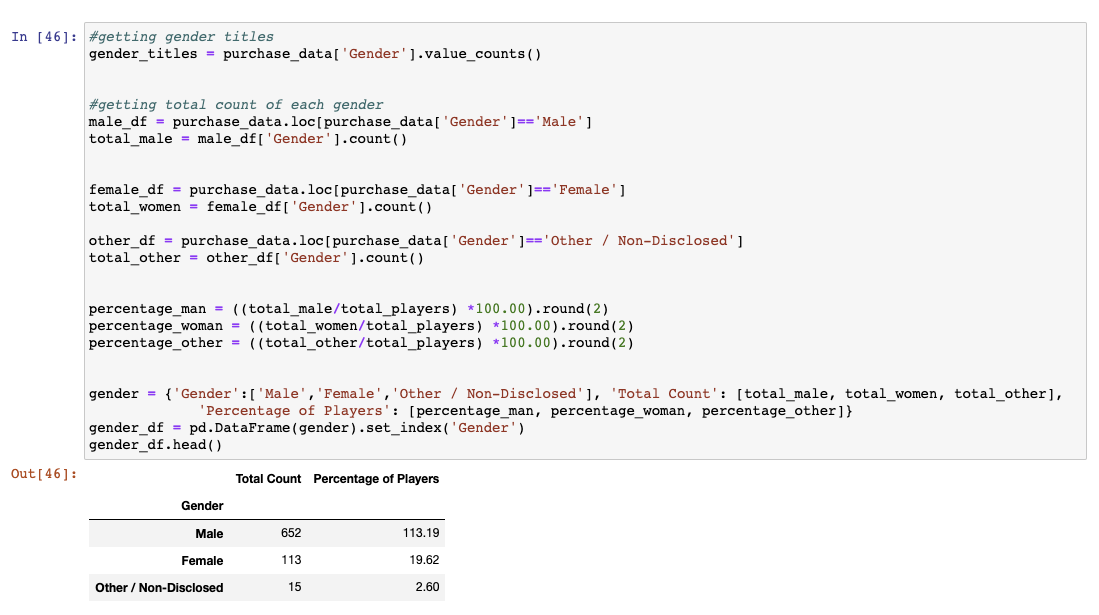 In [46]: #getting gender titles
gender_titles = purchase_data['Gender'].value_counts()
#getting total count of each gender
male_df = purchase_data.loc[purchase_data['Gender']=='Male']
total_male = male_df['Gender'].count()
female_df = purchase_data.loc[purchase_data['Gender']=='Female']
total_women = female_df['Gender'].count()
other_df = purchase_data.loc[purchase_data['Gender']=='Other / Non-Disclosed']
total_other = other_df['Gender'].count()
percentage_man = ((total_male/total_players) *100.00).round(2)
percentage_woman = ((total_women/total_players) *100.00).round(2)
percentage_other = ((total_other/total_players) *100.00).round(2)
gender = {'Gender':['Male','Female','Other / Non-Disclosed'], 'Total Count': [total_male, total_women, total_other],
'Percentage of Players': [percentage_man, percentage_woman, percentage_other]}
gender_df = pd.DataFrame(gender).set_index('Gender')
gender_df.head()
Out[46]:
Total Count Percentage of Players
Gender
Male 652 113.19
Female 113 19.62
Other / Non-Disclosed 15 2.60